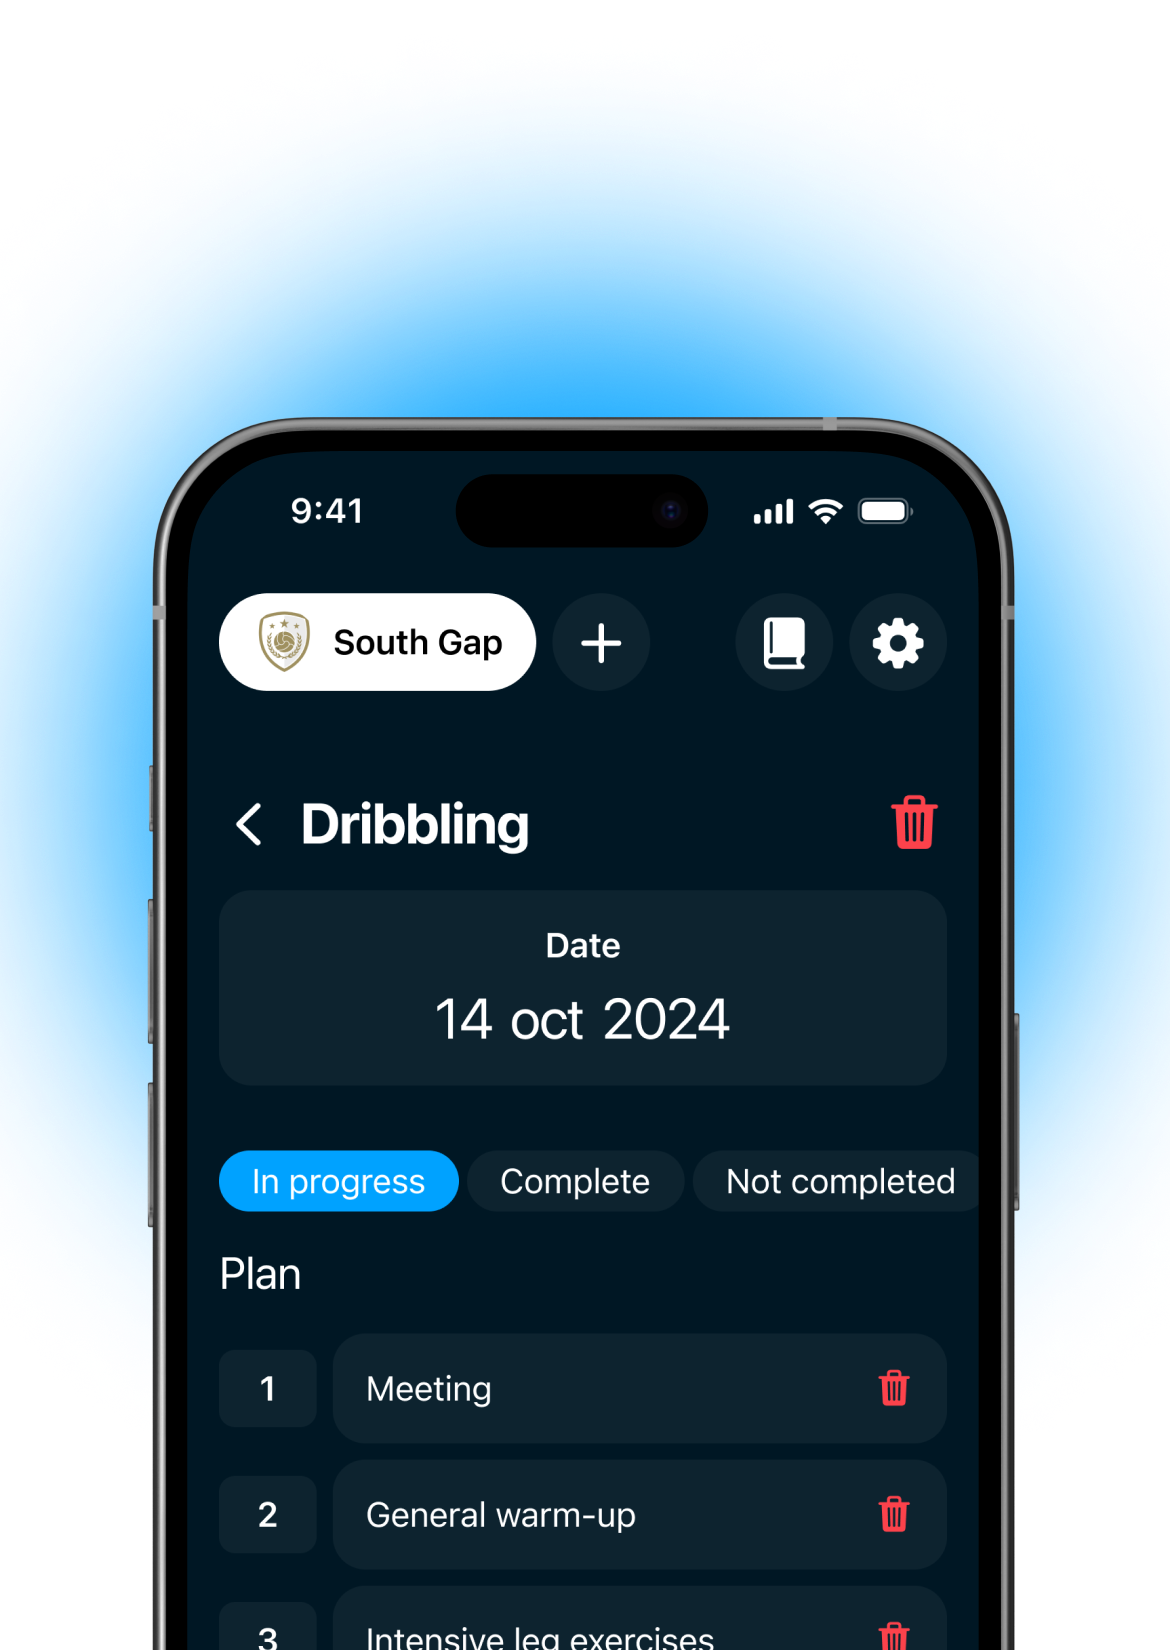 9:41
South Gap
Dribbling
Date
14 oct 2024
In progress
Complete
Not completed
Plan
1
Meeting
2
General warm-up
3
Intensive leg exercises